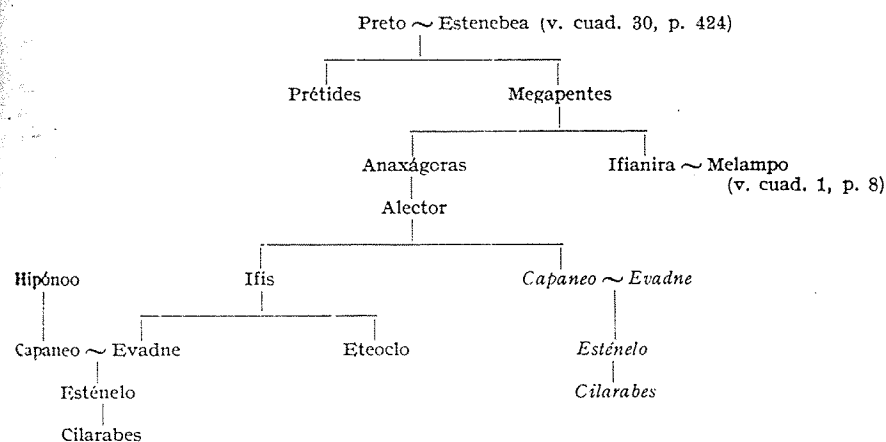 Preto ~ Estenebea (v. cuad. 30, p. 424)
Prétides Megapentes
Anaxágoras Ifianira ~ Melampo
(v. cuad. 1, p. 8)
Alector
Hipónoo Ifis Capaneo ~ Evadne
Capaneo ~ Evadne Eteoclo Esténelo
Esténelo Cilarabes
Cilarabes